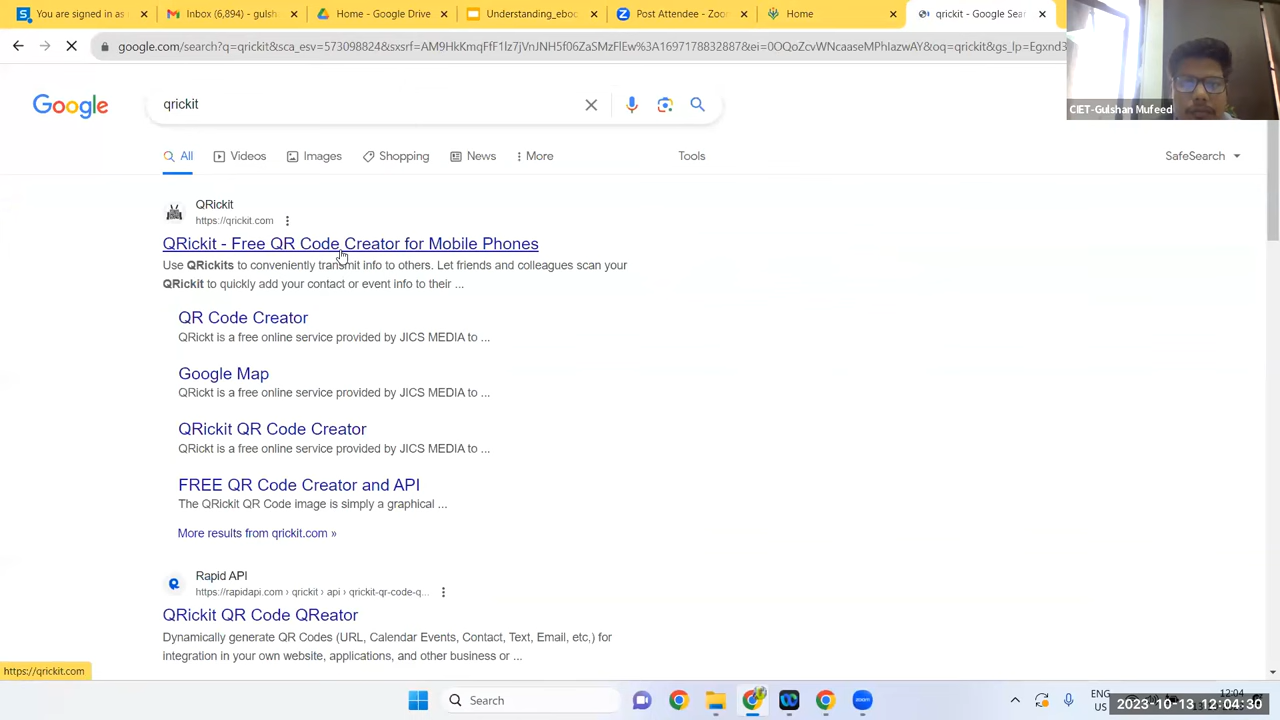 You are signed in as
Inbox (6,894) - gulsh
Home - Google Drive
Understanding_eboo
Post Attendee - Zoom
Home
qrickit - Google Sear
google.com/search?q=qrickit&sca_esv=573098824&sxsrf=
CIET-Gulshan Mufeed
Google
qrickit
All
Videos
Images
Shopping
News
More
Tools
SafeSearch
QRickit
https://qrickit.com
QRickit - Free QR Code Creator for Mobile Phones
Use QRickits to conveniently transmit info to others. Let friends and colleagues scan your
QRickit to quickly add your contact or event info to their ...
QR Code Creator
QRickt is a free online service provided by JICS MEDIA to ...
Google Map
QRickt is a free online service provided by JICS MEDIA to ...
QRickit QR Code Creator
QRickt is a free online service provided by JICS MEDIA to ...
FREE QR Code Creator and API
The QRickit QR Code image is simply a graphical ...
More results from qrickit.com »
Rapid API
https://rapidapi.com › qrickit › api › qrickit-qr-code-q...
QRickit QR Code QReator
Dynamically generate QR Codes (URL, Calendar Events, Contact, Text, Email, etc,) for
integration in your own website, applications, and other business or ...
https://qrickit.com
Search
ENG
US
12:04
2023-10-13 12:04:30